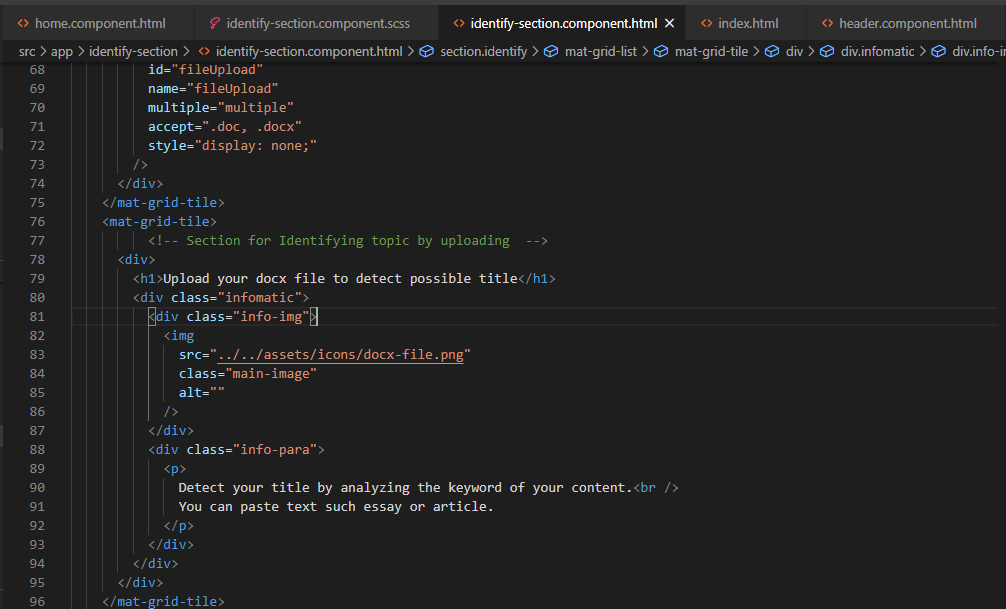 home.component.html identify-section.component.scss identify-section.component.html index.html header.component.html
src > app > identify-section > identify-section.component.html > section.identify > mat-grid-list > mat-grid-tile > div > div.infomatic > div.info-i
68 id="fileUpload"
69 name="fileUpload"
70 multiple="multiple"
71 accept=".doc, .docx"
72 style="display: none;"
73 />
74 </div>
75 </mat-grid-tile>
76 <mat-grid-tile>
77 <!-- Section for Identifying topic by uploading  -->
78 <div>
79 <h1>Upload your docx file to detect possible title</h1>
80 <div class="infomatic">
81 <div class="info-img">
82 <img
83 src="../../assets/icons/docx-file.png"
84 class="main-image"
85 alt=""
86 />
87 </div>
88 <div class="info-para">
89 <p>
90 Detect your title by analyzing the keyword of your content.<br />
91 You can paste text such essay or article.
92 </p>
93 </div>
94 </div>
95 </div>
96 </mat-grid-tile>